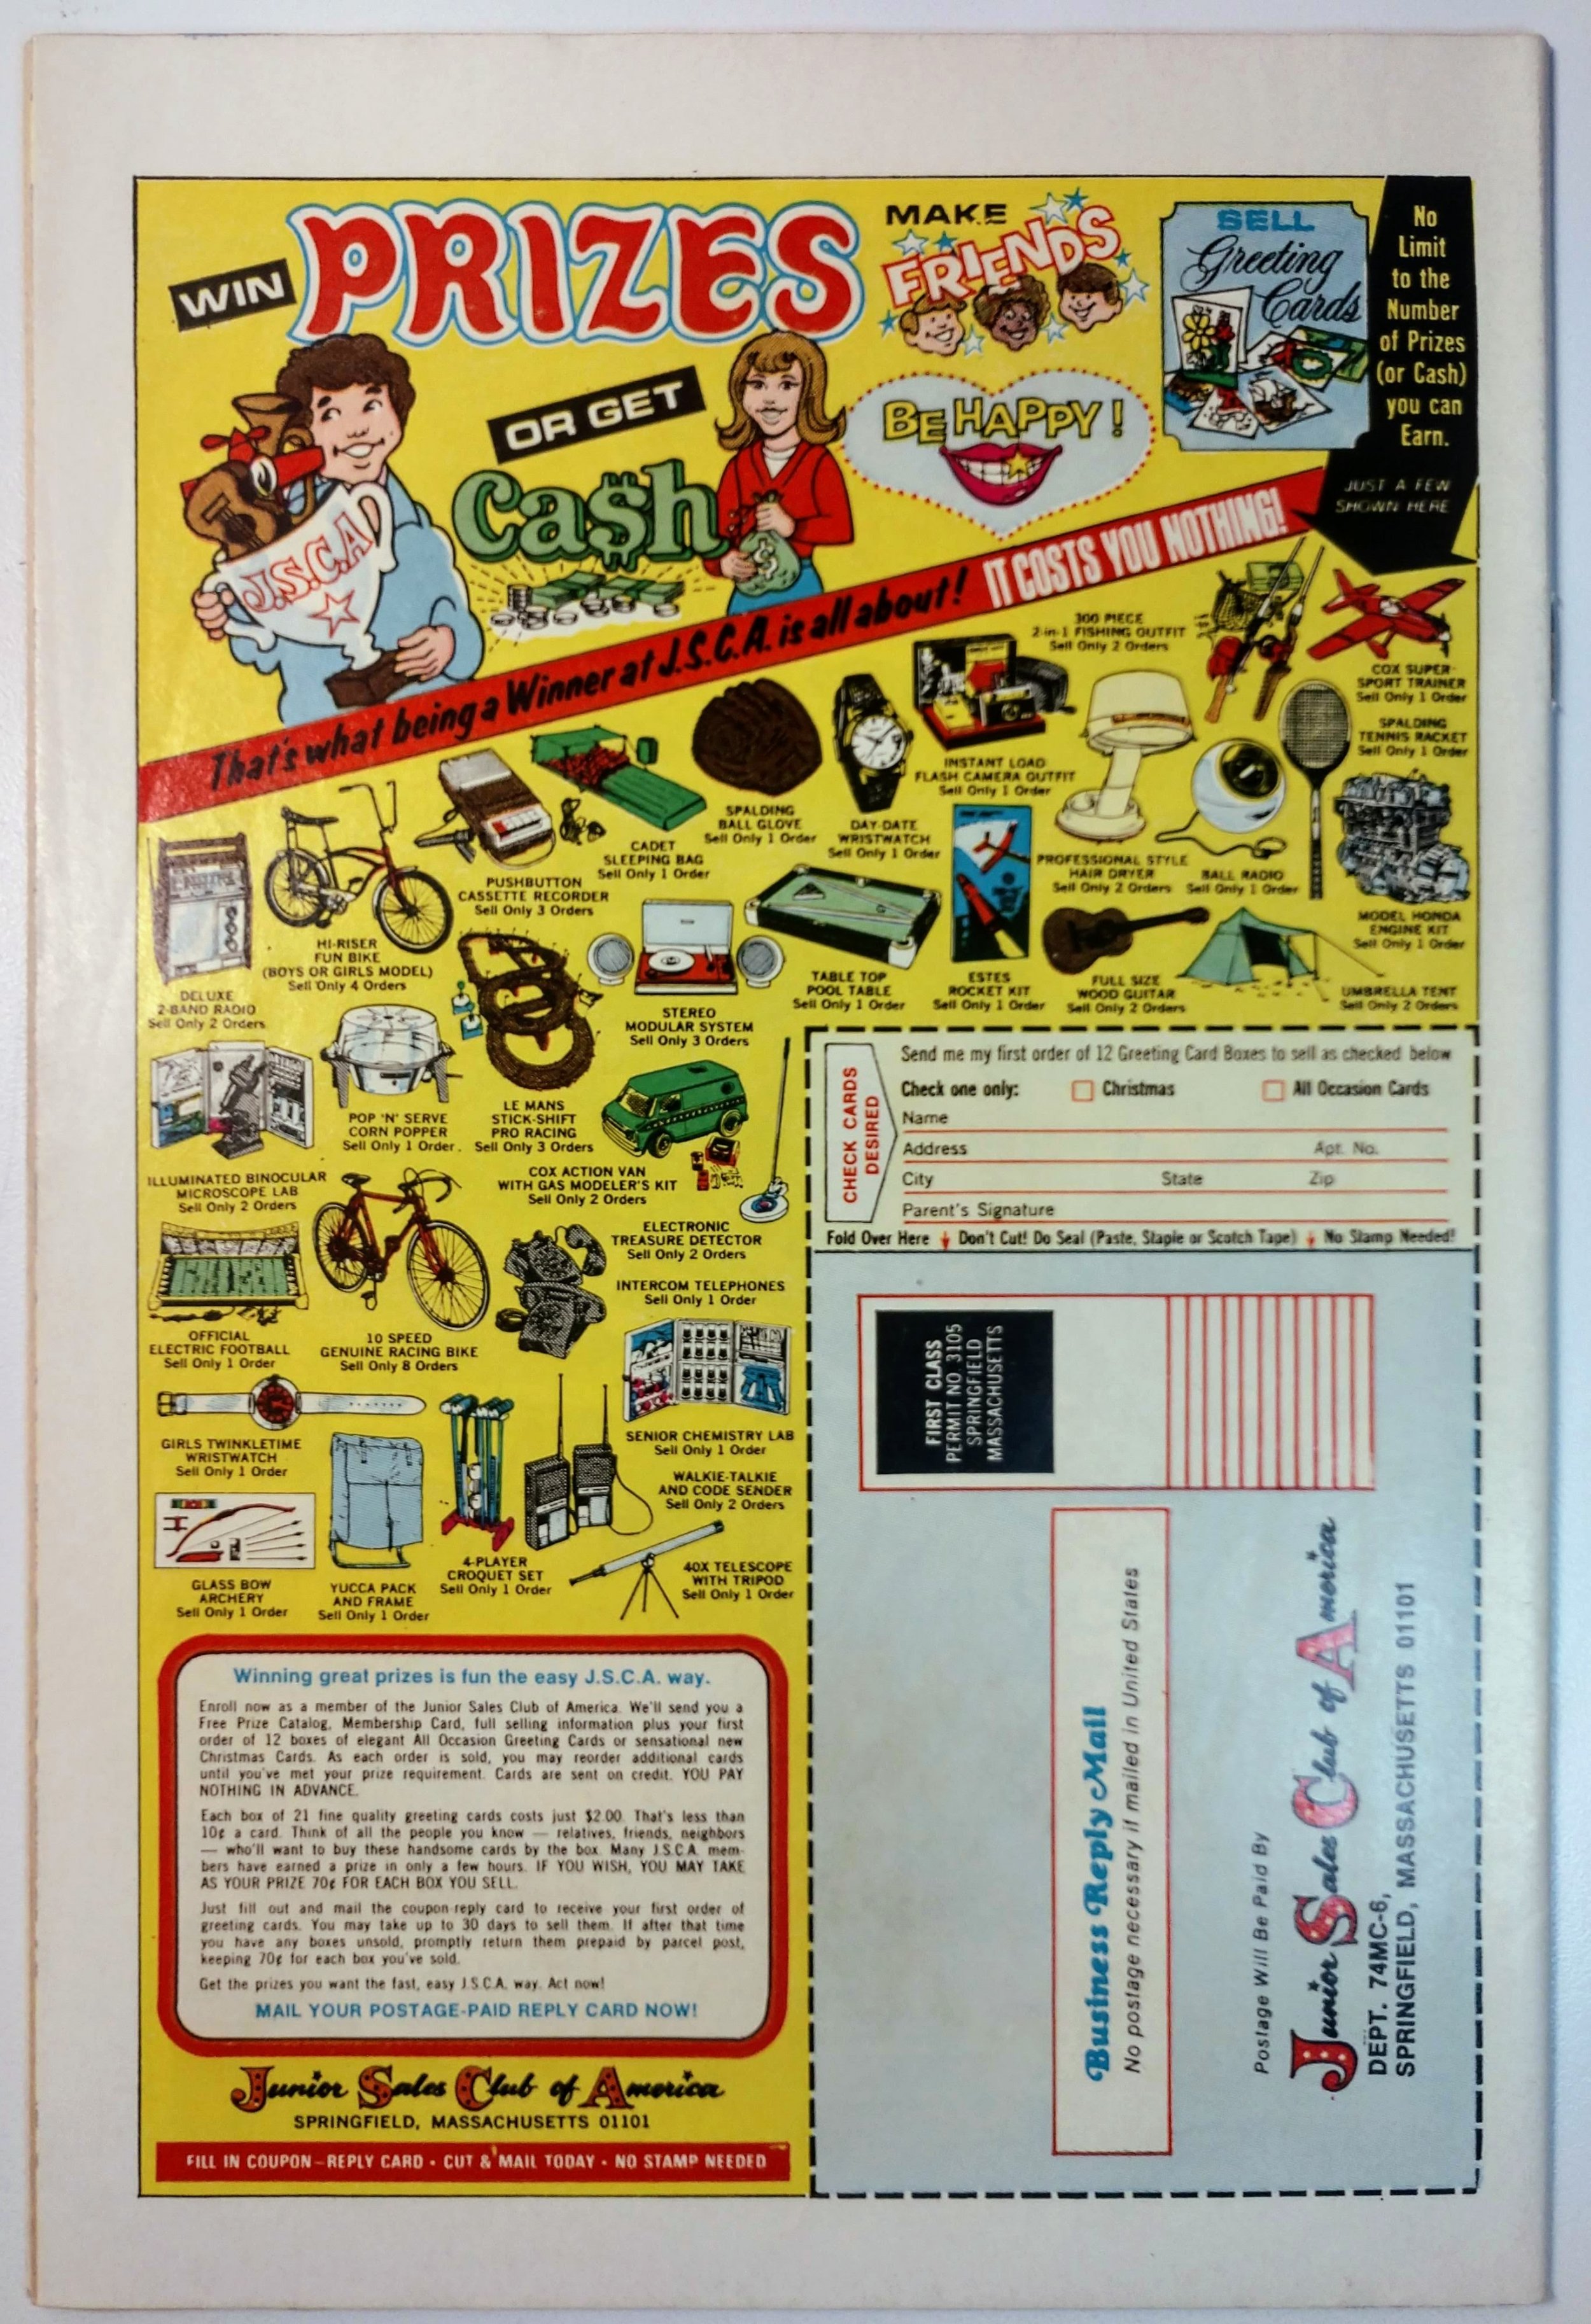 WIN
PRIZES
OR GET
Ca$h
MAKE
FRIENDS
BE HAPPY!
SELL
Greeting
Cards
No
Limit
to the
Number
of Prizes
(or Cash)
you can
Earn.
JUST A FEW
SHOWN HERE
J.S.C.A.
That's what being a Winner at J.S.C.A. is all about! IT COSTS YOU NOTHING!
300 PIECE
2-in-1 FISHING OUTFIT
Sell Only 2 Orders
COX SUPER-
SPORT TRAINER
Sell Only 1 Order
SPALDING
TENNIS RACKET
Sell Only 1 Order
INSTANT LOAD
FLASH CAMERA OUTFIT
Sell Only 1 Order
SPALDING
BALL GLOVE
Sell Only 1 Order
DAY-DATE
WRISTWATCH
Sell Only 1 Order
CADET
SLEEPING BAG
Sell Only 1 Order
PUSHBUTTON
CASSETTE RECORDER
Sell Only 3 Orders
PROFESSIONAL STYLE
HAIR DRYER
Sell Only 2 Orders
BALL RADIO
Sell Only 1 Order
MODEL HONDA
ENGINE KIT
Sell Only 1 Order
HI-RISER
FUN BIKE
(BOYS OR GIRLS MODEL)
Sell Only 4 Orders
DELUXE
2-BAND RADIO
Sell Only 2 Orders
STEREO
MODULAR SYSTEM
Sell Only 3 Orders
TABLE TOP
POOL TABLE
Sell Only 1 Order
ESTES
ROCKET KIT
Sell Only 1 Order
FULL SIZE
WOOD GUITAR
Sell Only 2 Orders
UMBRELLA TENT
Sell Only 2 Orders
POP 'N' SERVE
CORN POPPER
Sell Only 1 Order.
LE MANS
STICK-SHIFT
PRO RACING
Sell Only 3 Orders
ILLUMINATED BINOCULAR
MICROSCOPE LAB
Sell Only 2 Orders
COX ACTION VAN
WITH GAS MODELER'S KIT
Sell Only 2 Orders
ELECTRONIC
TREASURE DETECTOR
Sell Only 2 Orders
INTERCOM TELEPHONES
Sell Only 1 Order
OFFICIAL
ELECTRIC FOOTBALL
Sell Only 1 Order
10 SPEED
GENUINE RACING BIKE
Sell Only 8 Orders
SENIOR CHEMISTRY LAB
Sell Only 1 Order
GIRLS TWINKLETIME
WRISTWATCH
Sell Only 1 Order
WALKIE-TALKIE
AND CODE SENDER
Sell Only 2 Orders
GLASS BOW
ARCHERY
Sell Only 1 Order
YUCCA PACK
AND FRAME
Sell Only 1 Order
4-PLAYER
CROQUET SET
Sell Only 1 Order
40X TELESCOPE
WITH TRIPOD
Sell Only 1 Order
Winning great prizes is fun the easy J.S.C.A. way.
Enroll now as a member of the Junior Sales Club of America. We'll send you a
Free Prize Catalog, Membership Card, full selling information plus your first
order of 12 boxes of elegant All Occasion Greeting Cards or sensational new
Christmas Cards. As each order is sold, you may reorder additional cards
until you've met your prize requirement. Cards are sent on credit. YOU PAY
NOTHING IN ADVANCE.
Each box of 21 fine quality greeting cards costs just $2.00. That's less than
10¢ a card. Think of all the people you know — relatives, friends, neighbors
— who'll want to buy these handsome cards by the box. Many J.S.C.A. mem-
bers have earned a prize in only a few hours. IF YOU WISH, YOU MAY TAKE
AS YOUR PRIZE 70¢ FOR EACH BOX YOU SELL.
Just fill out and mail the coupon-reply card to receive your first order of
greeting cards. You may take up to 30 days to sell them. If after that time
you have any boxes unsold, promptly return them prepaid by parcel post,
keeping 70¢ for each box you've sold.
Get the prizes you want the fast, easy J.S.C.A. way. Act now!
MAIL YOUR POSTAGE-PAID REPLY CARD NOW!
Junior Sales Club of America
SPRINGFIELD, MASSACHUSETTS 01101
FILL IN COUPON-REPLY CARD • CUT & MAIL TODAY • NO STAMP NEEDED
CHECK CARDS
DESIRED
Send me my first order of 12 Greeting Card Boxes to sell as checked below
Check one only: Christmas All Occasion Cards
Name
Address Apt. No.
City State Zip
Parent's Signature
Fold Over Here Don't Cut! Do Seal (Paste, Staple or Scotch Tape) No Stamp Needed!
FIRST CLASS
PERMIT NO. 3105
SPRINGFIELD
MASSACHUSETTS
Business Reply Mail
No postage necessary if mailed in United States
Postage Will Be Paid By
Junior Sales Club of America
DEPT. 74MC-6,
SPRINGFIELD, MASSACHUSETTS 01101